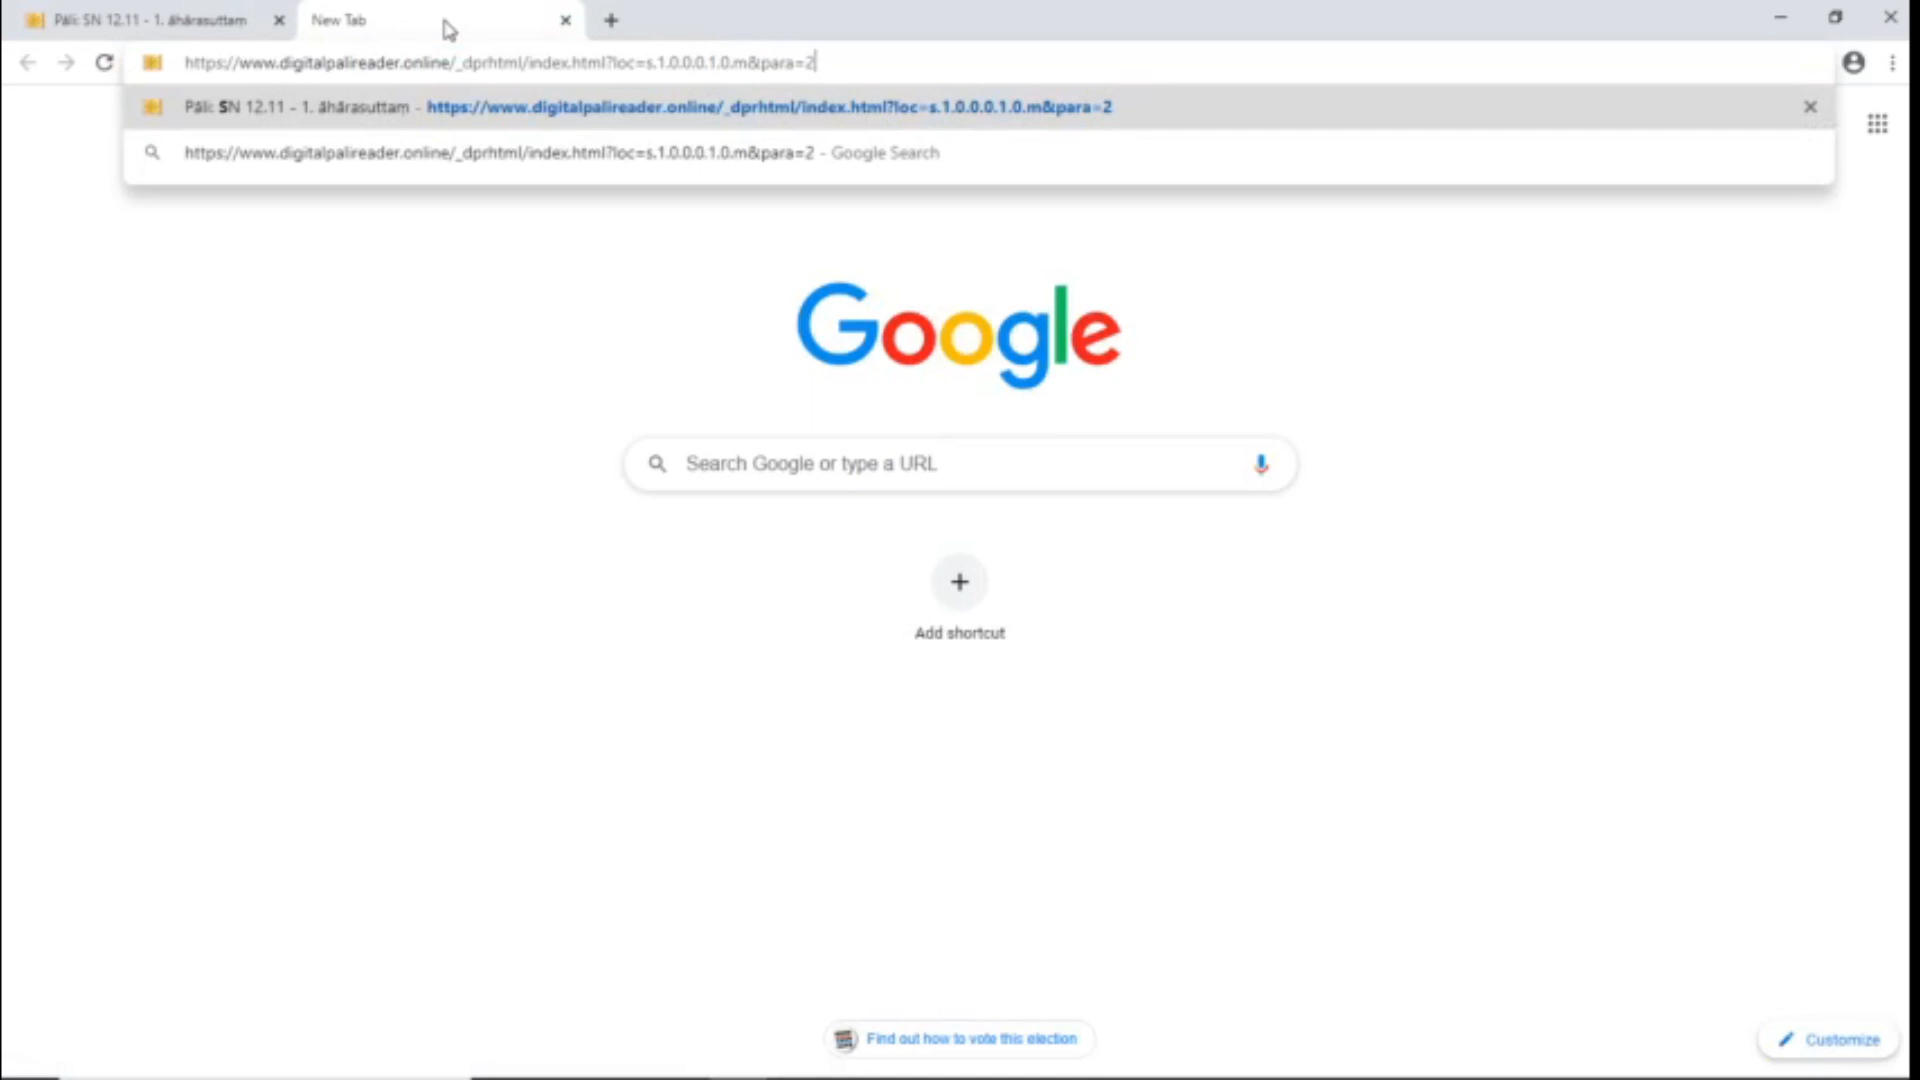 Pāli: SN 12.11 - 1. āhārasuttaṃ
New Tab
https://www.digitalpalireader.online/_dprhtml/index.html?loc=s.1.0.0.0.1.0.m&para=2
Pāli: SN 12.11 - 1. āhārasuttaṃ - https://www.digitalpalireader.online/_dprhtml/index.html?loc=s.1.0.0.0.1.0.m&para=2
https://www.digitalpalireader.online/_dprhtml/index.html?loc=s.1.0.0.0.1.0.m&para=2 - Google Search
Google
Search Google or type a URL
Add shortcut
Find out how to vote this election
Customize